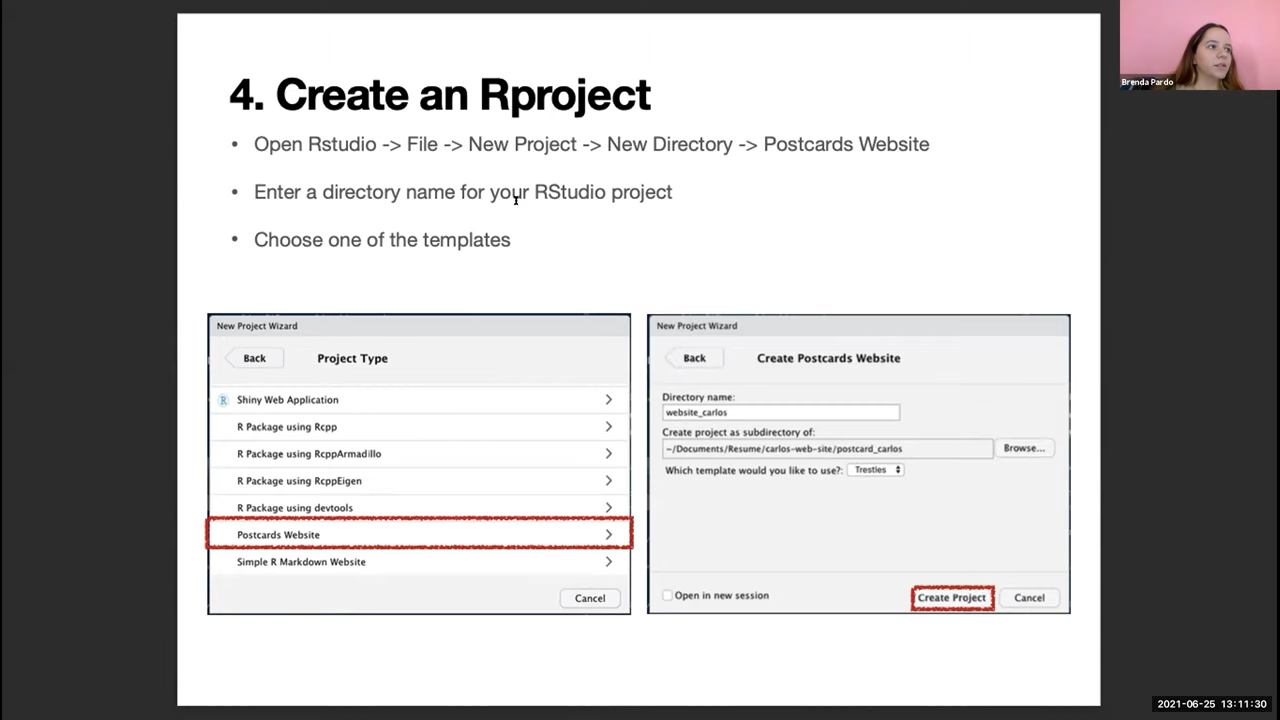 4. Create an Rproject
• Open Rstudio -> File -> New Project -> New Directory -> Postcards Website
• Enter a directory name for your RStudio project
• Choose one of the templates
New Project Wizard
Back
Project Type
R Shiny Web Application
R Package using Rcpp
R Package using RcppArmadillo
R Package using RcppEigen
R Package using devtools
Postcards Website
Simple R Markdown Website
Cancel
New Project Wizard
Back
Create Postcards Website
Directory name:
website_carlos
Create project as subdirectory of:
~/Documents/Resume/carlos-web-site/postcard_carlos
Browse...
Which template would you like to use?: Trestles
Open in new session
Create Project
Cancel
Brenda Pardo
2021-06-25 13:11:30